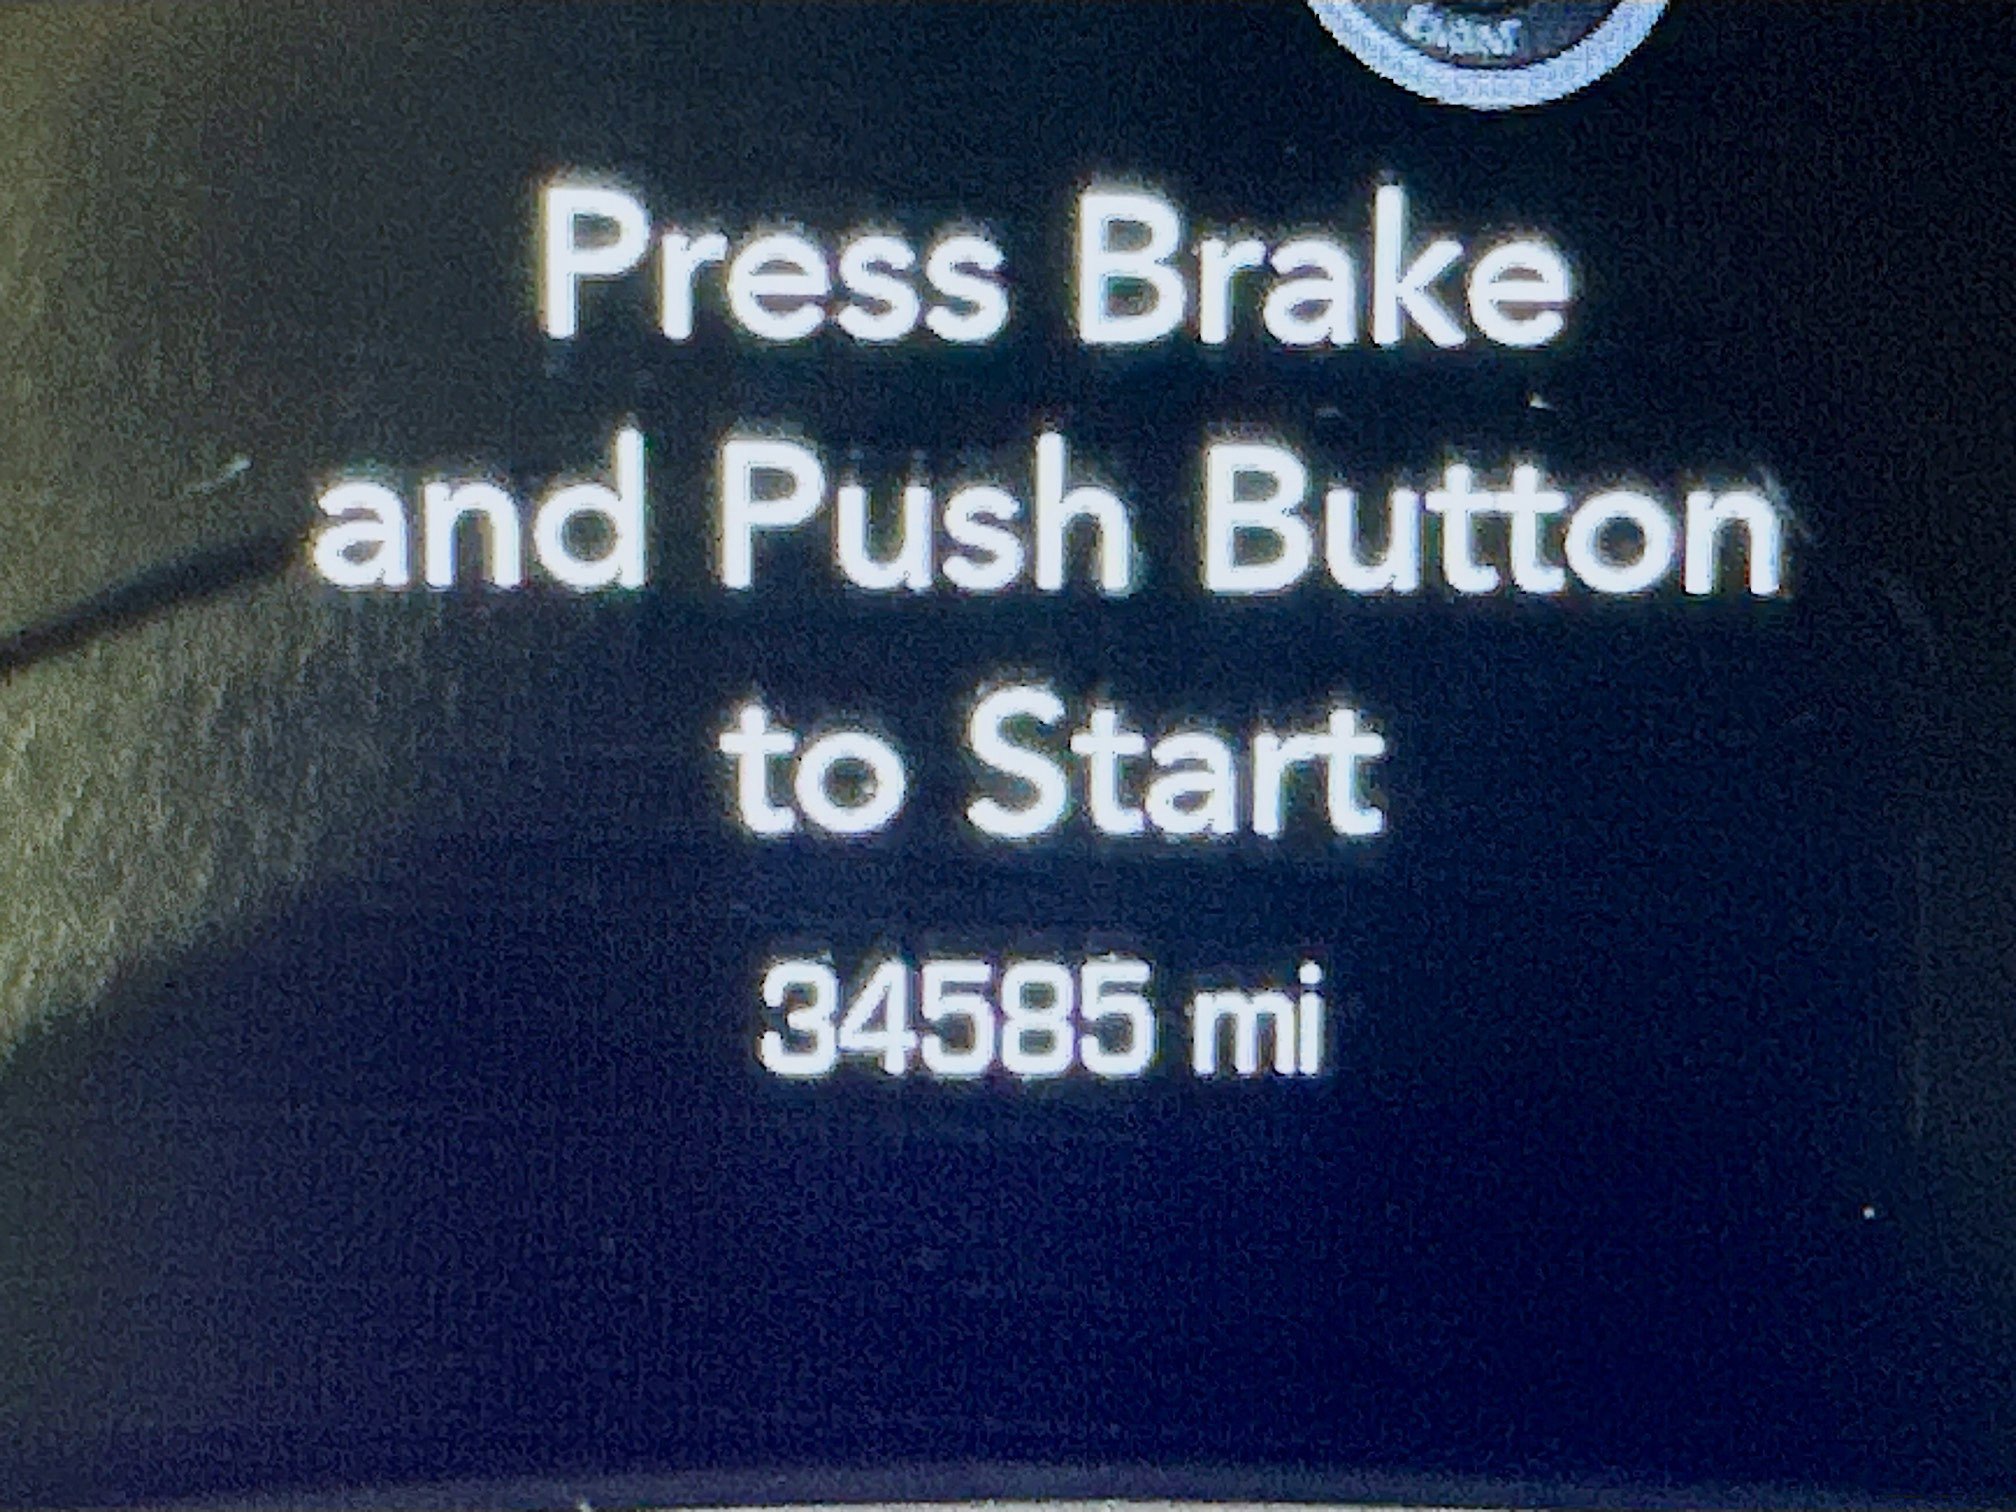 Press Brake
and Push Button
to Start
34585 mi